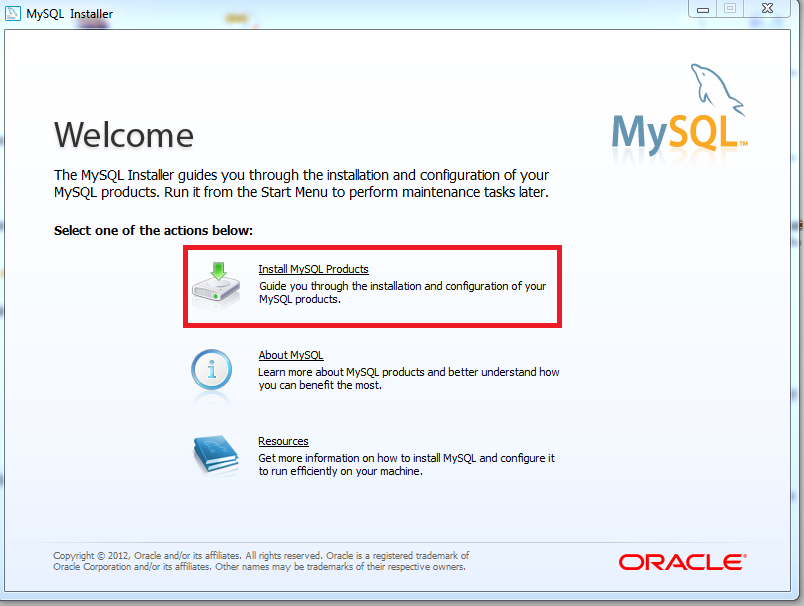 MySQL Installer
MySQL™
Welcome
The MySQL Installer guides you through the installation and configuration of your
MySQL products. Run it from the Start Menu to perform maintenance tasks later.
Select one of the actions below:
Install MySQL Products
Guide you through the installation and configuration of your
MySQL products.
About MySQL
Learn more about MySQL products and better understand how
you can benefit the most.
Resources
Get more information on how to install MySQL and configure it
to run efficiently on your machine.
Copyright © 2012, Oracle and/or its affiliates. All rights reserved. Oracle is a registered trademark of
Oracle Corporation and/or its affiliates. Other names may be trademarks of their respective owners.
ORACLE®